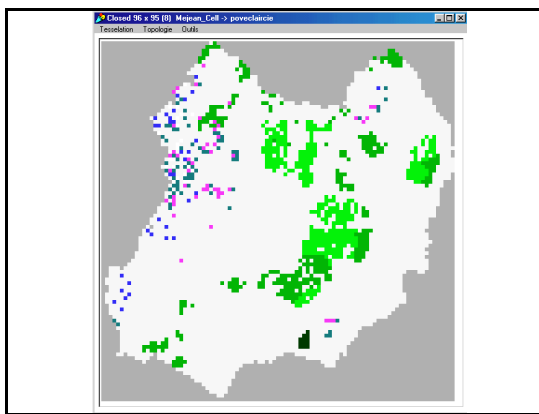 Closed 96 x 95 (8) Mejean_Cell -> poveclaircie
Tesselation Topologie Outils